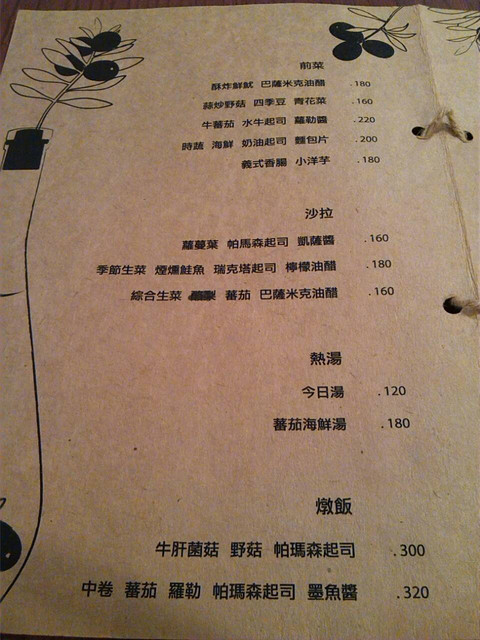 前菜
酥炸鮮魷 巴薩米克油醋 .180
蒜炒野菇 四季豆 青花菜 .160
牛蕃茄 水牛起司 蘿勒醬 .220
時蔬 海鮮 奶油起司 麵包片 .200
義式香腸 小洋芋 .180
沙拉
蘿蔓葉 帕馬森起司 凱薩醬 .160
季節生菜 煙燻鮭魚 瑞克塔起司 檸檬油醋 .180
綜合生菜 蕃茄 巴薩米克油醋 .160
熱湯
今日湯 .120
蕃茄海鮮湯 .180
燉飯
牛肝菌菇 野菇 帕瑪森起司 .300
中卷 蕃茄 羅勒 帕瑪森起司 墨魚醬 .320